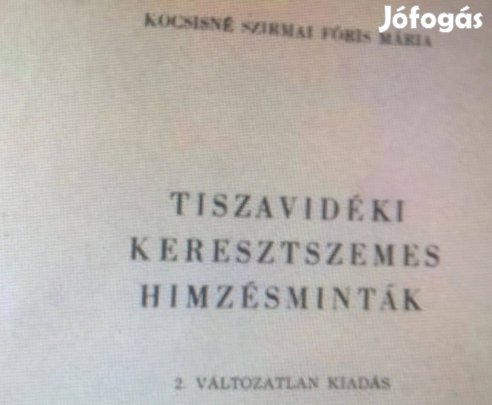 Jófogás
KOCSISNÉ SZIRMAI FÓRIS MÁRIA
TISZAVIDÉKI
KERESZTSZEMES
HIMZÉSMINTÁK
2. VÁLTOZATLAN KIADÁS